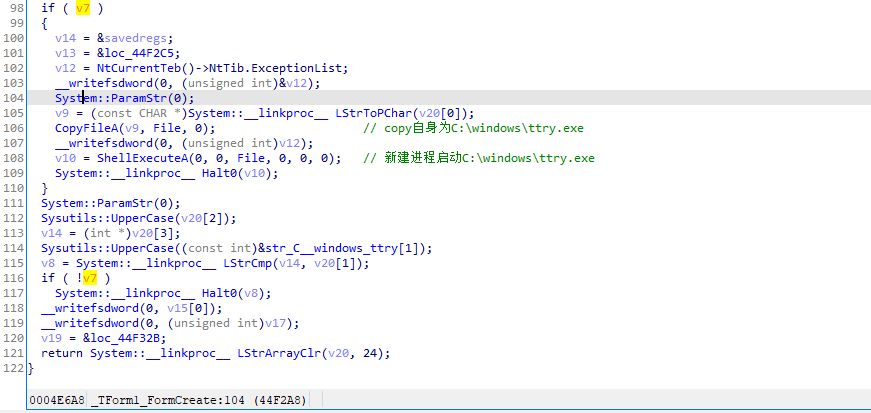 98 if ( v7 )
99 {
100 v14 = &savedregs;
101 v13 = &loc_44F2C5;
102 v12 = NtCurrentTeb()->NtTib.ExceptionList;
103 __writefsdword(0, (unsigned int)&v12);
104 System::ParamStr(0);
105 v9 = (const CHAR *)System::__linkproc__ LStrToPChar(v20[0]);
106 CopyFileA(v9, File, 0); // copy自身为C:\windows\ttry.exe
107 __writefsdword(0, (unsigned int)v12);
108 v10 = ShellExecuteA(0, 0, File, 0, 0, 0); // 新建进程启动C:\windows\ttry.exe
109 System::__linkproc__ Halt0(v10);
110 }
111 System::ParamStr(0);
112 Sysutils::UpperCase(v20[2]);
113 v14 = (int *)v20[3];
114 Sysutils::UpperCase((const int)&str_C__windows_ttry[1]);
115 v8 = System::__linkproc__ LStrCmp(v14, v20[1]);
116 if ( !v7 )
117 System::__linkproc__ Halt0(v8);
118 __writefsdword(0, v15[0]);
119 __writefsdword(0, (unsigned int)v17);
120 v19 = &loc_44F32B;
121 return System::__linkproc__ LStrArrayClr(v20, 24);
122 }
0004E6A8 _TForm1_FormCreate:104 (44F2A8)